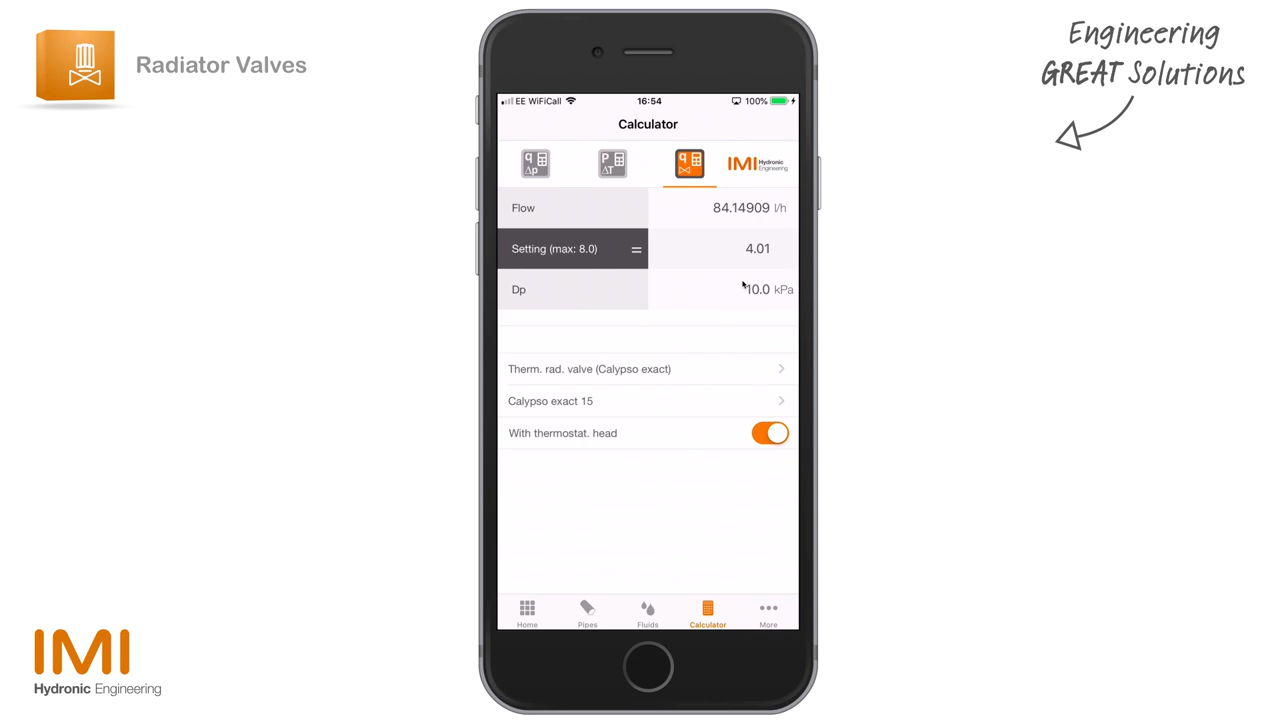 Radiator Valves
Engineering
GREAT Solutions
EE WiFiCall 16:54 100%
Calculator
q
Δp
P
ΔT
q
IMI Hydronic Engineering
Flow 84.14909 l/h
Setting (max: 8.0) = 4.01
Dp 10.0 kPa
Therm. rad. valve (Calypso exact)
Calypso exact 15
With thermostat. head
Home Pipes Fluids Calculator More
IMI
Hydronic Engineering